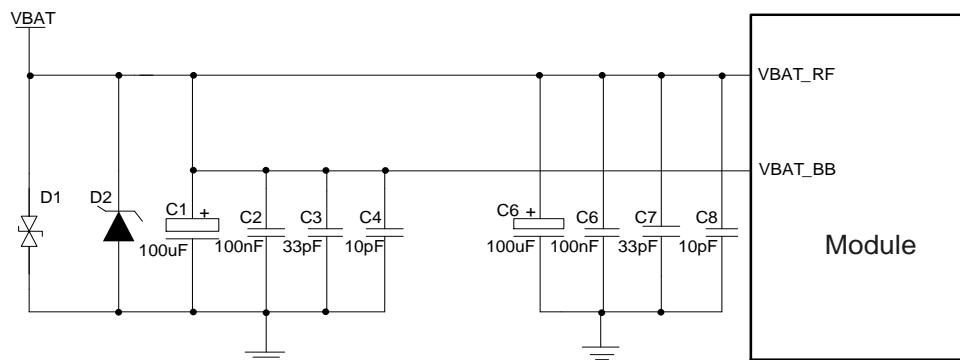 VBAT
VBAT_RF
VBAT_BB
D1
D2
C1
+
C2
C3
C4
C6
+
C6
C7
C8
100uF
100nF
33pF
10pF
100uF
100nF
33pF
10pF
Module